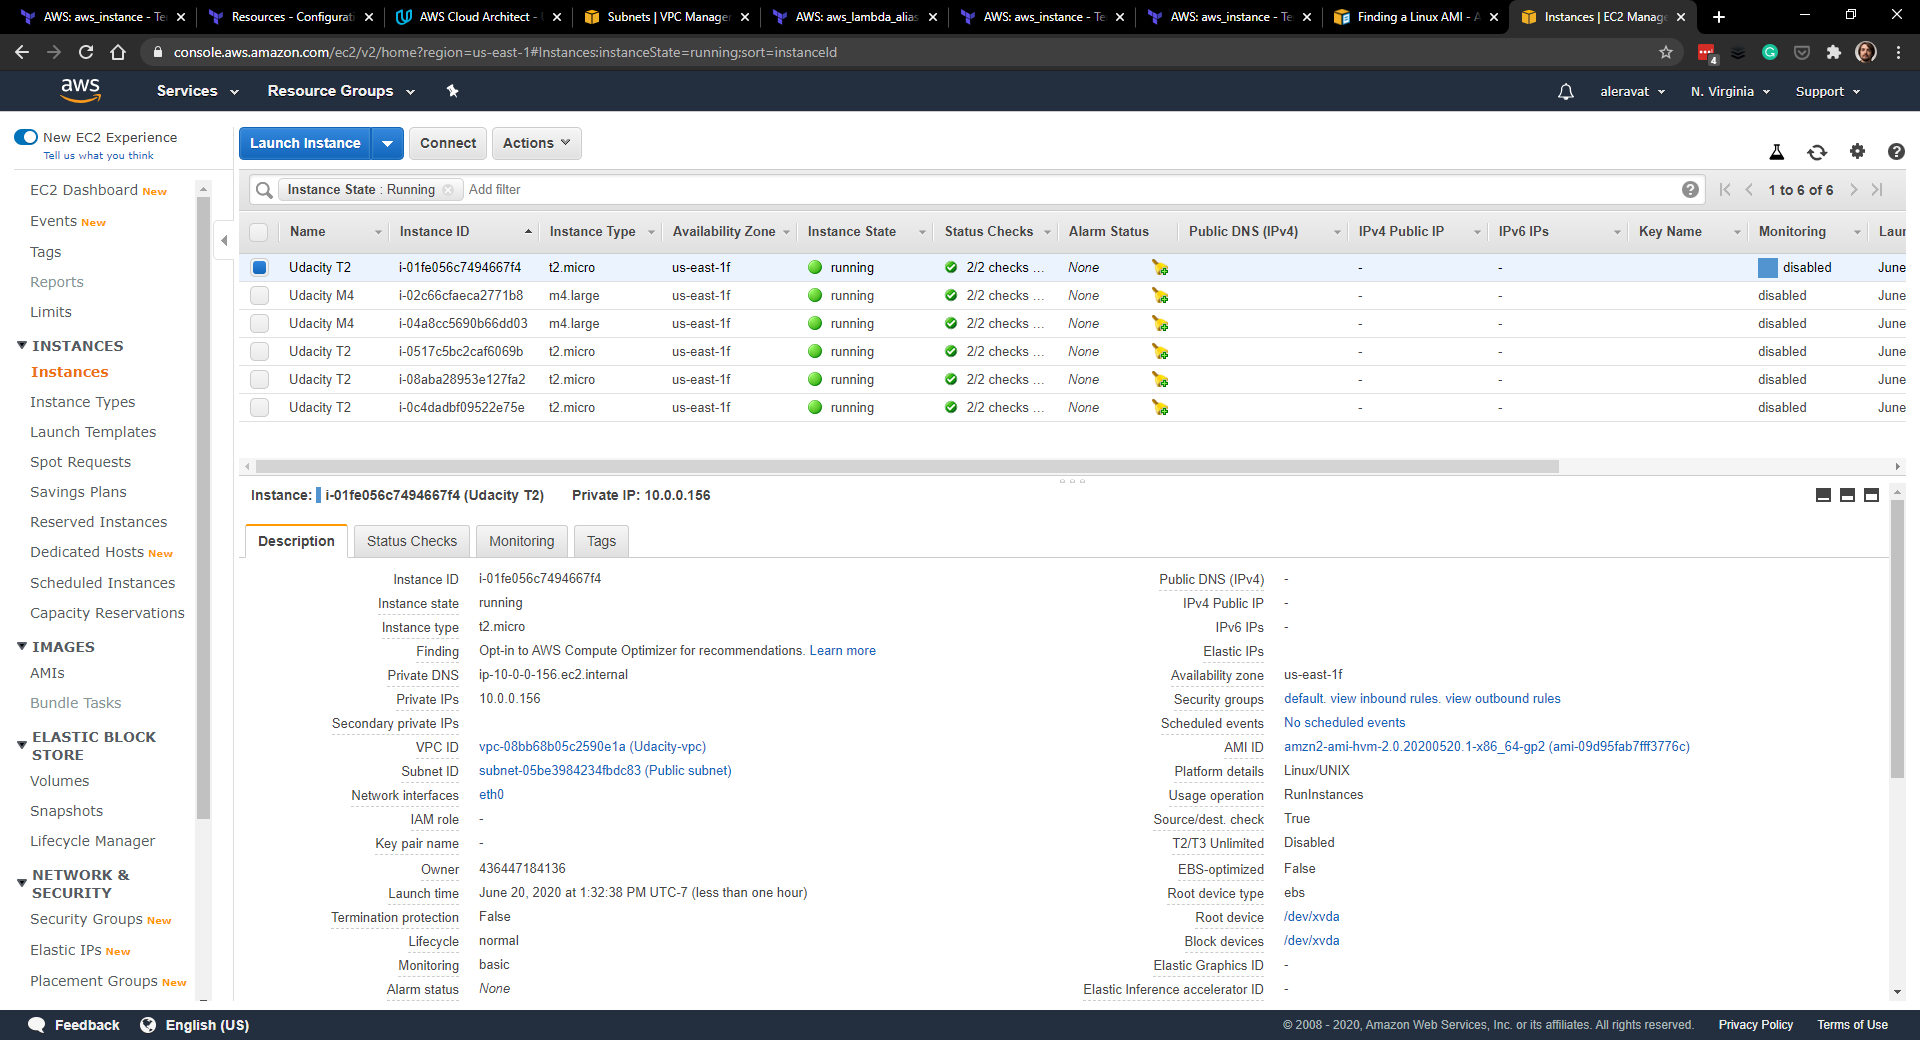 AWS: aws_instance - Te
Resources - Configurati
AWS Cloud Architect -
Subnets | VPC Manager
AWS: aws_lambda_alias
AWS: aws_instance - Te
AWS: aws_instance - Te
Finding a Linux AMI - A
Instances | EC2 Manage
console.aws.amazon.com/ec2/v2/home?region=us-east-1#Instances:instanceState=running;sort=instanceId
4
aws Services Resource Groups aleravat N. Virginia Support
New EC2 Experience
Tell us what you think
EC2 Dashboard New
Events New
Tags
Reports
Limits
INSTANCES
Instances
Instance Types
Launch Templates
Spot Requests
Savings Plans
Reserved Instances
Dedicated Hosts New
Scheduled Instances
Capacity Reservations
IMAGES
AMIs
Bundle Tasks
ELASTIC BLOCK
STORE
Volumes
Snapshots
Lifecycle Manager
NETWORK &
SECURITY
Security Groups New
Elastic IPs New
Placement Groups New
Launch Instance Connect Actions
Instance State : Running Add filter 1 to 6 of 6
Name Instance ID Instance Type Availability Zone Instance State Status Checks Alarm Status Public DNS (IPv4) IPv4 Public IP IPv6 IPs Key Name Monitoring Laun
Udacity T2 i-01fe056c7494667f4 t2.micro us-east-1f running 2/2 checks ... None - - disabled June
Udacity M4 i-02c66cfaeca2771b8 m4.large us-east-1f running 2/2 checks ... None - - disabled June
Udacity M4 i-04a8cc5690b66dd03 m4.large us-east-1f running 2/2 checks ... None - - disabled June
Udacity T2 i-0517c5bc2caf6069b t2.micro us-east-1f running 2/2 checks ... None - - disabled June
Udacity T2 i-08aba28953e127fa2 t2.micro us-east-1f running 2/2 checks ... None - - disabled June
Udacity T2 i-0c4dadbf09522e75e t2.micro us-east-1f running 2/2 checks ... None - - disabled June
Instance: i-01fe056c7494667f4 (Udacity T2) Private IP: 10.0.0.156
Description Status Checks Monitoring Tags
Instance ID i-01fe056c7494667f4
Instance state running
Instance type t2.micro
Finding Opt-in to AWS Compute Optimizer for recommendations. Learn more
Private DNS ip-10-0-0-156.ec2.internal
Private IPs 10.0.0.156
Secondary private IPs
VPC ID vpc-08bb68b05c2590e1a (Udacity-vpc)
Subnet ID subnet-05be3984234fbdc83 (Public subnet)
Network interfaces eth0
IAM role -
Key pair name -
Owner 436447184136
Launch time June 20, 2020 at 1:32:38 PM UTC-7 (less than one hour)
Termination protection False
Lifecycle normal
Monitoring basic
Alarm status None
Public DNS (IPv4) -
IPv4 Public IP -
IPv6 IPs -
Elastic IPs
Availability zone us-east-1f
Security groups default. view inbound rules. view outbound rules
Scheduled events No scheduled events
AMI ID amzn2-ami-hvm-2.0.20200520.1-x86_64-gp2 (ami-09d95fab7fff3776c)
Platform details Linux/UNIX
Usage operation RunInstances
Source/dest. check True
T2/T3 Unlimited Disabled
EBS-optimized False
Root device type ebs
Root device /dev/xvda
Block devices /dev/xvda
Elastic Graphics ID -
Elastic Inference accelerator ID -
Feedback English (US) © 2008 - 2020, Amazon Web Services, Inc. or its affiliates. All rights reserved. Privacy Policy Terms of Use